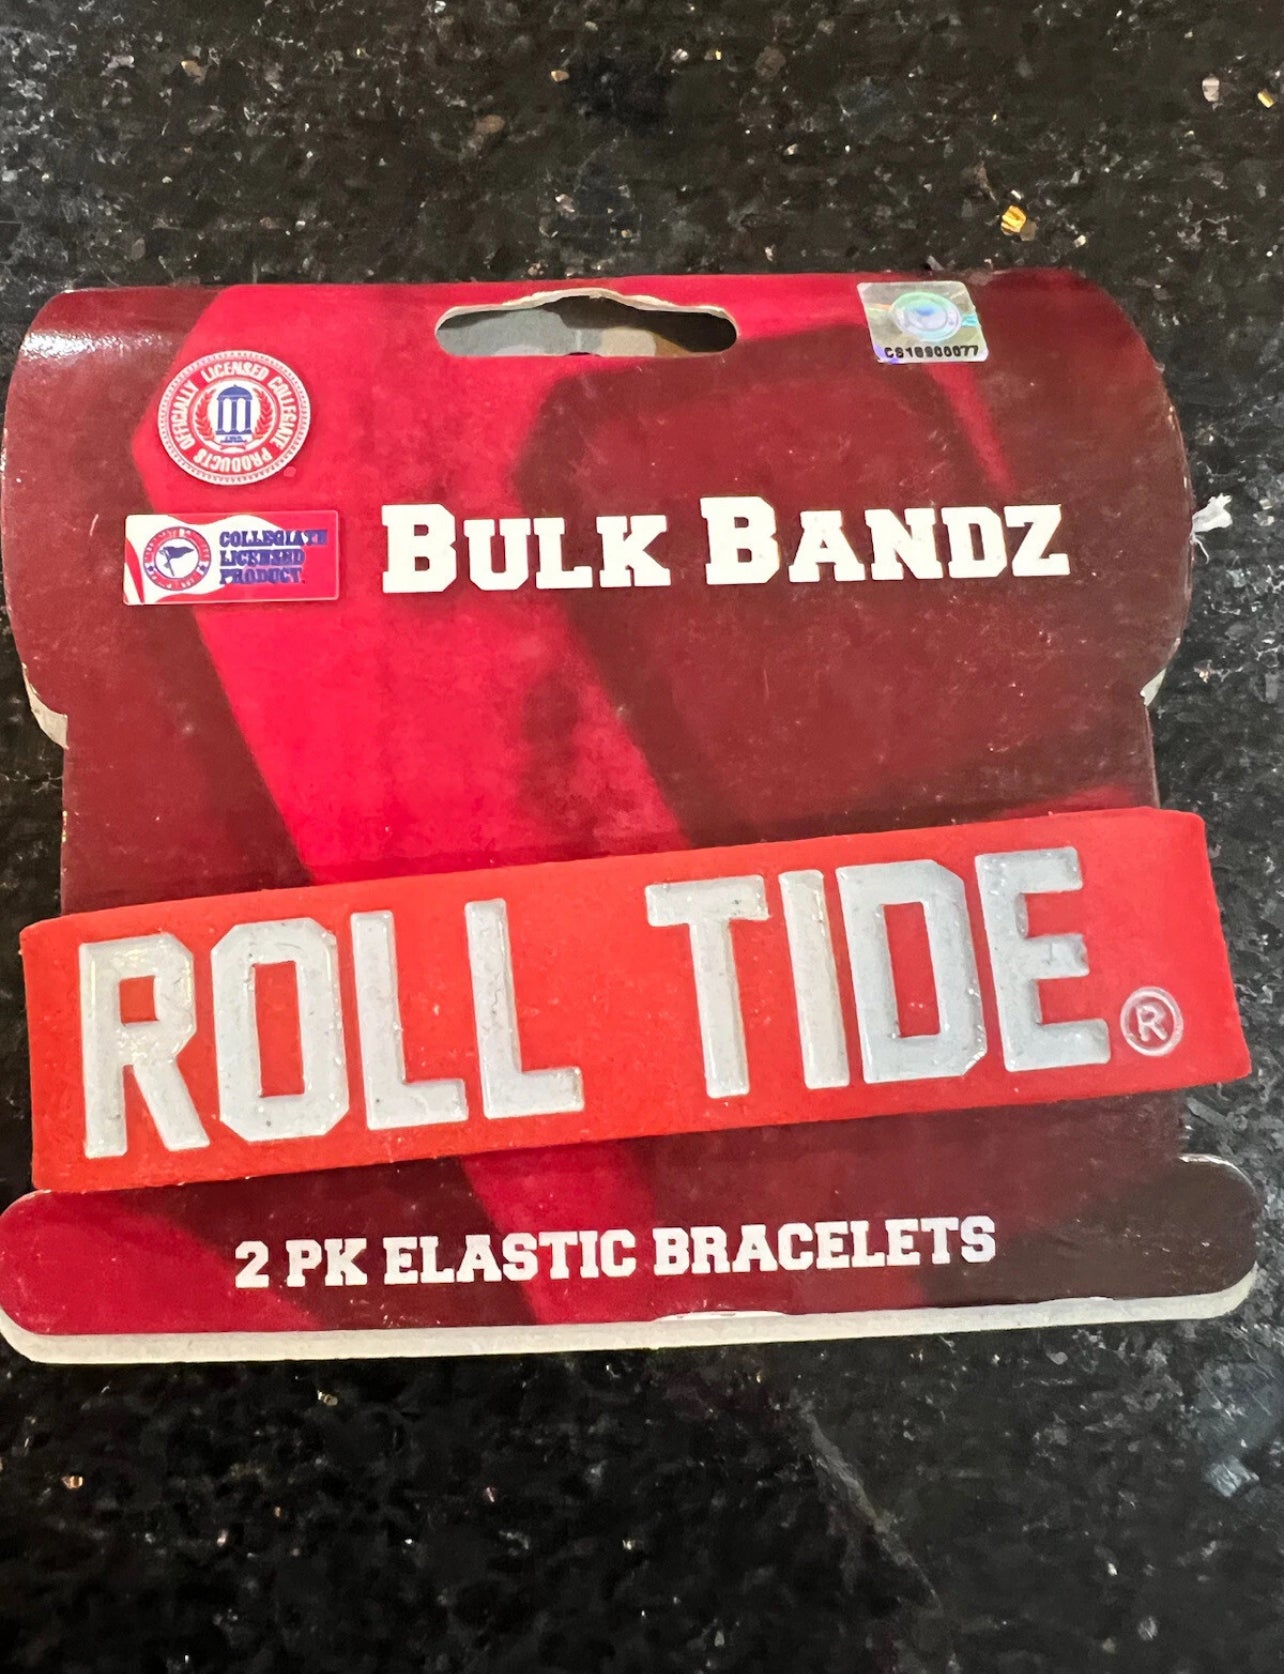 OFFICIALLY LICENSED COLLEGIATE PRODUCTS
COLLEGIATE
LICENSED
PRODUCT
BULK BANDZ
ROLL TIDE®
2 PK ELASTIC BRACELETS